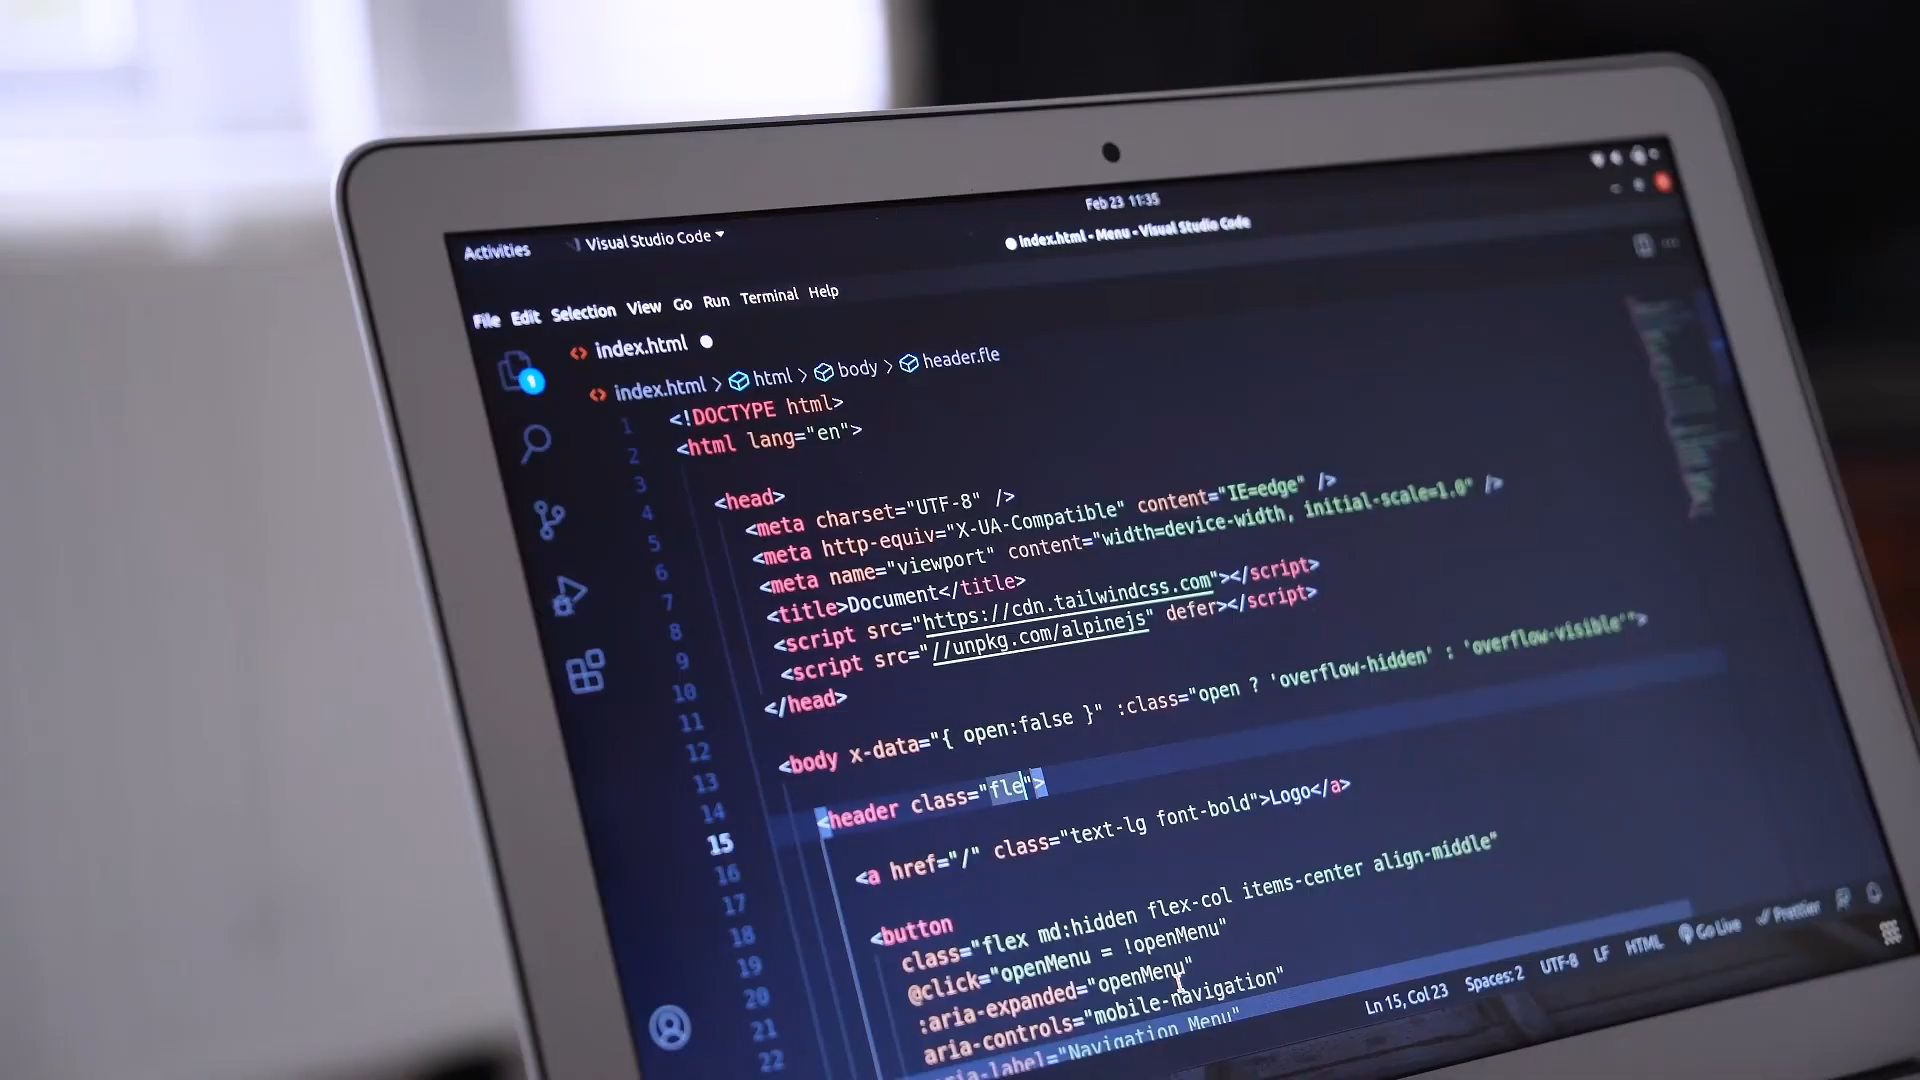 Feb 23 11:35
Activities
Visual Studio Code
index.html - Menu - Visual Studio Code
File Edit Selection View Go Run Terminal Help
index.html
index.html > html > body > header.fle
1 <!DOCTYPE html>
2 <html lang="en">
3
4 <head>
5 <meta charset="UTF-8" />
6 <meta http-equiv="X-UA-Compatible" content="IE=edge" />
7 <meta name="viewport" content="width=device-width, initial-scale=1.0" />
8 <title>Document</title>
9 <script src="https://cdn.tailwindcss.com"></script>
10 <script src="//unpkg.com/alpinejs" defer></script>
11 </head>
12
13 <body x-data="{ open:false }" :class="open ? 'overflow-hidden' : 'overflow-visible'">
14
15 <header class="fle">
16
17 <a href="/" class="text-lg font-bold">Logo</a>
18
19 <button
20 class="flex md:hidden flex-col items-center align-middle"
21 @click="openMenu = !openMenu"
22 :aria-expanded="openMenu"
aria-controls="mobile-navigation"
aria-label="Navigation Menu"
Ln 15, Col 23 Spaces: 2 UTF-8 LF HTML Go Live Prettier